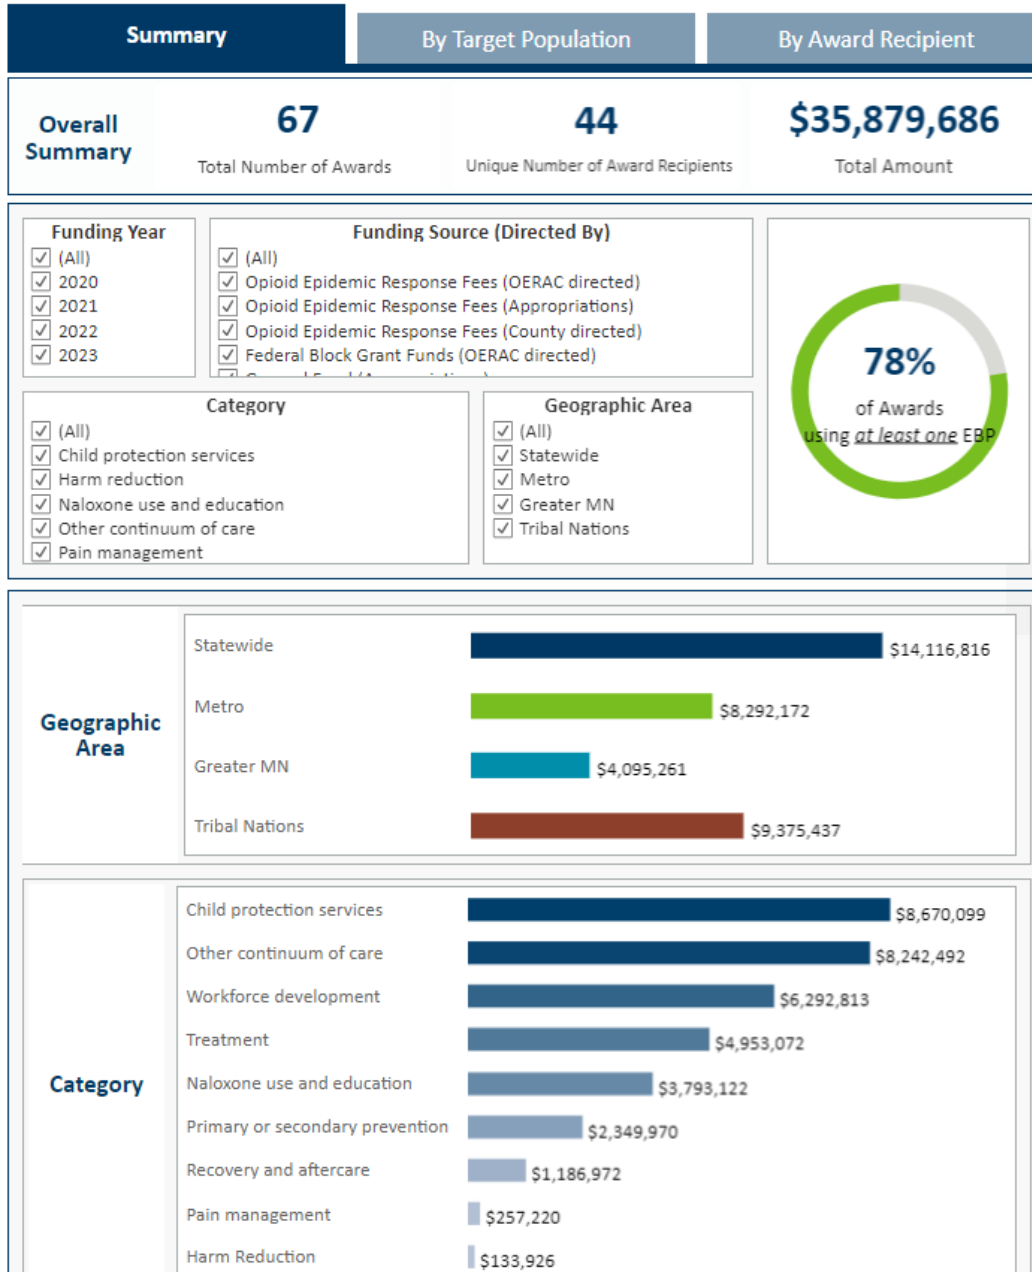 Summary
By Target Population
By Award Recipient
Overall
Summary
67
Total Number of Awards
44
Unique Number of Award Recipients
$35,879,686
Total Amount
Funding Year
(All)
2020
2021
2022
2023
Funding Source (Directed By)
(All)
Opioid Epidemic Response Fees (OERAC directed)
Opioid Epidemic Response Fees (Appropriations)
Opioid Epidemic Response Fees (County directed)
Federal Block Grant Funds (OERAC directed)
Category
(All)
Child protection services
Harm reduction
Naloxone use and education
Other continuum of care
Pain management
Geographic Area
(All)
Statewide
Metro
Greater MN
Tribal Nations
78%
of Awards
using at least one EBP
Geographic
Area
Statewide $14,116,816
Metro $8,292,172
Greater MN $4,095,261
Tribal Nations $9,375,437
Category
Child protection services $8,670,099
Other continuum of care $8,242,492
Workforce development $6,292,813
Treatment $4,953,072
Naloxone use and education $3,793,122
Primary or secondary prevention $2,349,970
Recovery and aftercare $1,186,972
Pain management $257,220
Harm Reduction $133,926